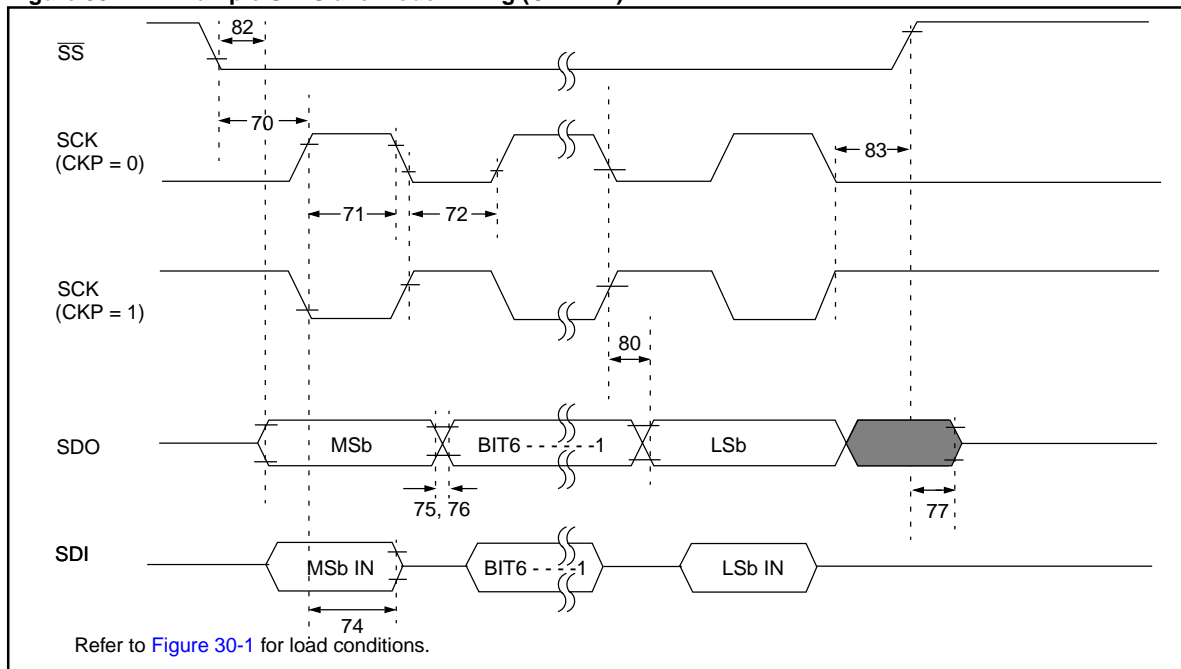 82
SS
70
SCK
(CKP = 0)
83
71
72
SCK
(CKP = 1)
80
SDO
MSb
BIT6 - - - - - -1
LSb
75, 76
77
SDI
MSb IN
BIT6 - - - -1
LSb IN
74
Refer to Figure 30-1 for load conditions.